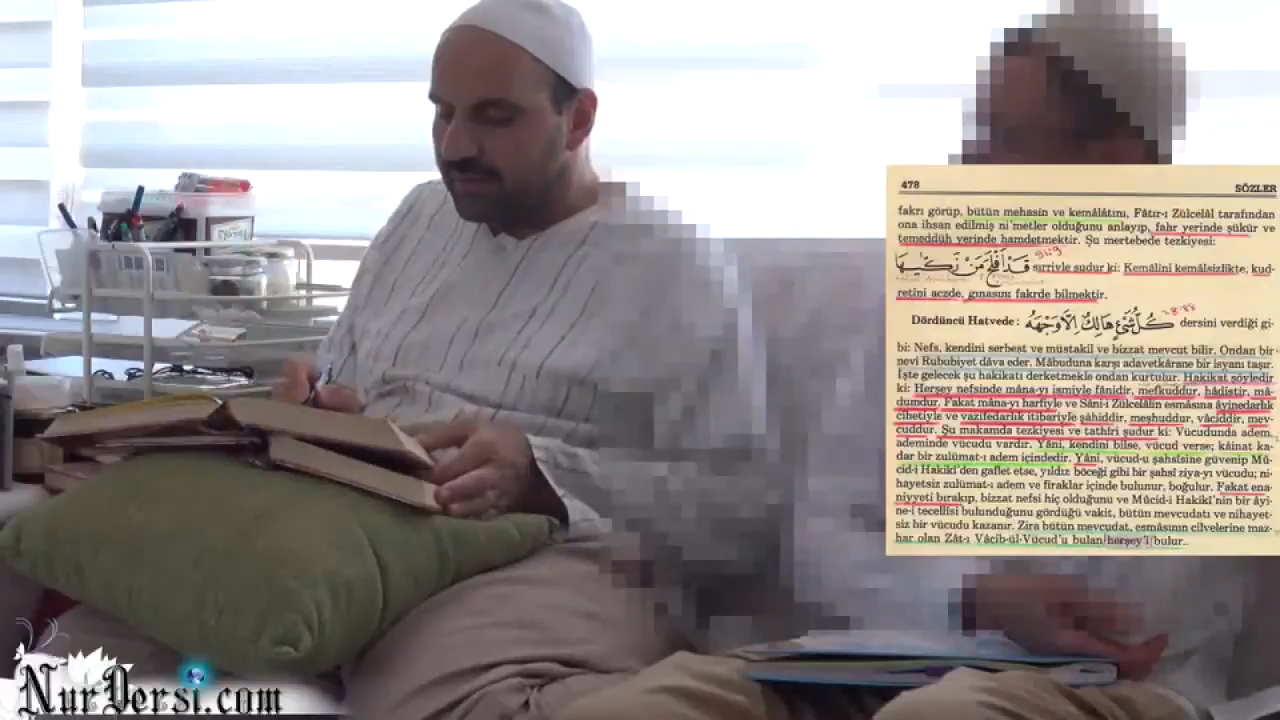 478 SÖZLER
fakrı görüp, bütün mehasin ve kemâlâtını, Fâtır-ı Zülcelâl tarafından
ona ihsan edilmiş ni'metler olduğunu anlayıp, fahr yerinde şükür ve
temeddüh yerinde hamdetmektir. Şu mertebede tezkiyesi:
قَدْ اَفْلَحَ مَنْ زَكّٰيهَا sırriyle şudur ki: Kemâlini kemâlsizlikte, kud-
retini aczde, gınasını fakrde bilmektir.
Dördüncü Hatvede: كُلُّ شَيْءٍ هَالِكٌ اِلَّا وَجْهَهُ dersini verdiği gi-
bi: Nefs, kendini serbest ve müstakil ve bizzat mevcut bilir. Ondan bir
nevi Rububiyet dâva eder. Mâbuduna karşı adavetkârane bir isyanı taşır.
İşte gelecek şu hakikatı derketmekle ondan kurtulur. Hakikat şöyledir
ki: Herşey nefsinde mâna-yı ismiyle fânidir, mefkuddur, hâdistir, mâ-
dumdur. Fakat mâna-yı harfiyle ve Sâni-i Zülcelâlin esmasına âyinedarlık
cihetiyle ve vazifedarlık itibariyle şâhiddir, meşhuddur, vâciddir, mev-
cuddur. Şu makamda tezkiyesi ve tathîri şudur ki: Vücudunda adem,
ademinde vücudu vardır. Yâni, kendini bilse, vücud verse; kâinat ka-
dar bir zulümat-ı adem içindedir. Yâni, vücud-u şahsîsine güvenip Mû-
cid-i Hakikî'den gaflet etse, yıldız böceği gibi bir şahsî ziya-yı vücudu; ni-
hayetsiz zulümat-ı adem ve firaklar içinde bulunur, boğulur. Fakat ena-
niyyeti bırakıp, bizzat nefsi hiç olduğunu ve Mûcid-i Hakikî'nin bir âyi-
ne-i tecellîsi bulunduğunu gördüğü vakit, bütün mevcudatı ve nihayet-
siz bir vücudu kazanır. Zira bütün mevcudat, esmasının cilvelerine maz-
har olan Zât-ı Vâcib-ül-Vücud'u bulan herşey'i bulur..
NurDersi.com